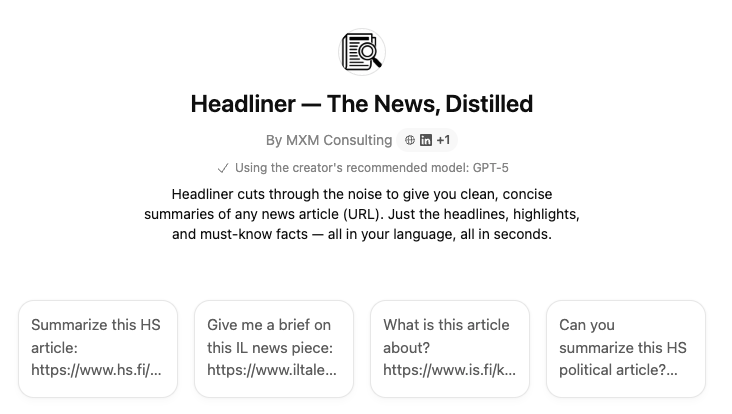 Headliner — The News, Distilled
By MXM Consulting in +1
Using the creator's recommended model: GPT-5
Headliner cuts through the noise to give you clean, concise
summaries of any news article (URL). Just the headlines, highlights,
and must-know facts — all in your language, all in seconds.
Summarize this HS
article:
https://www.hs.fi/...
Give me a brief on
this IL news piece:
https://www.iltale...
What is this article
about?
https://www.is.fi/k...
Can you
summarize this HS
political article?...